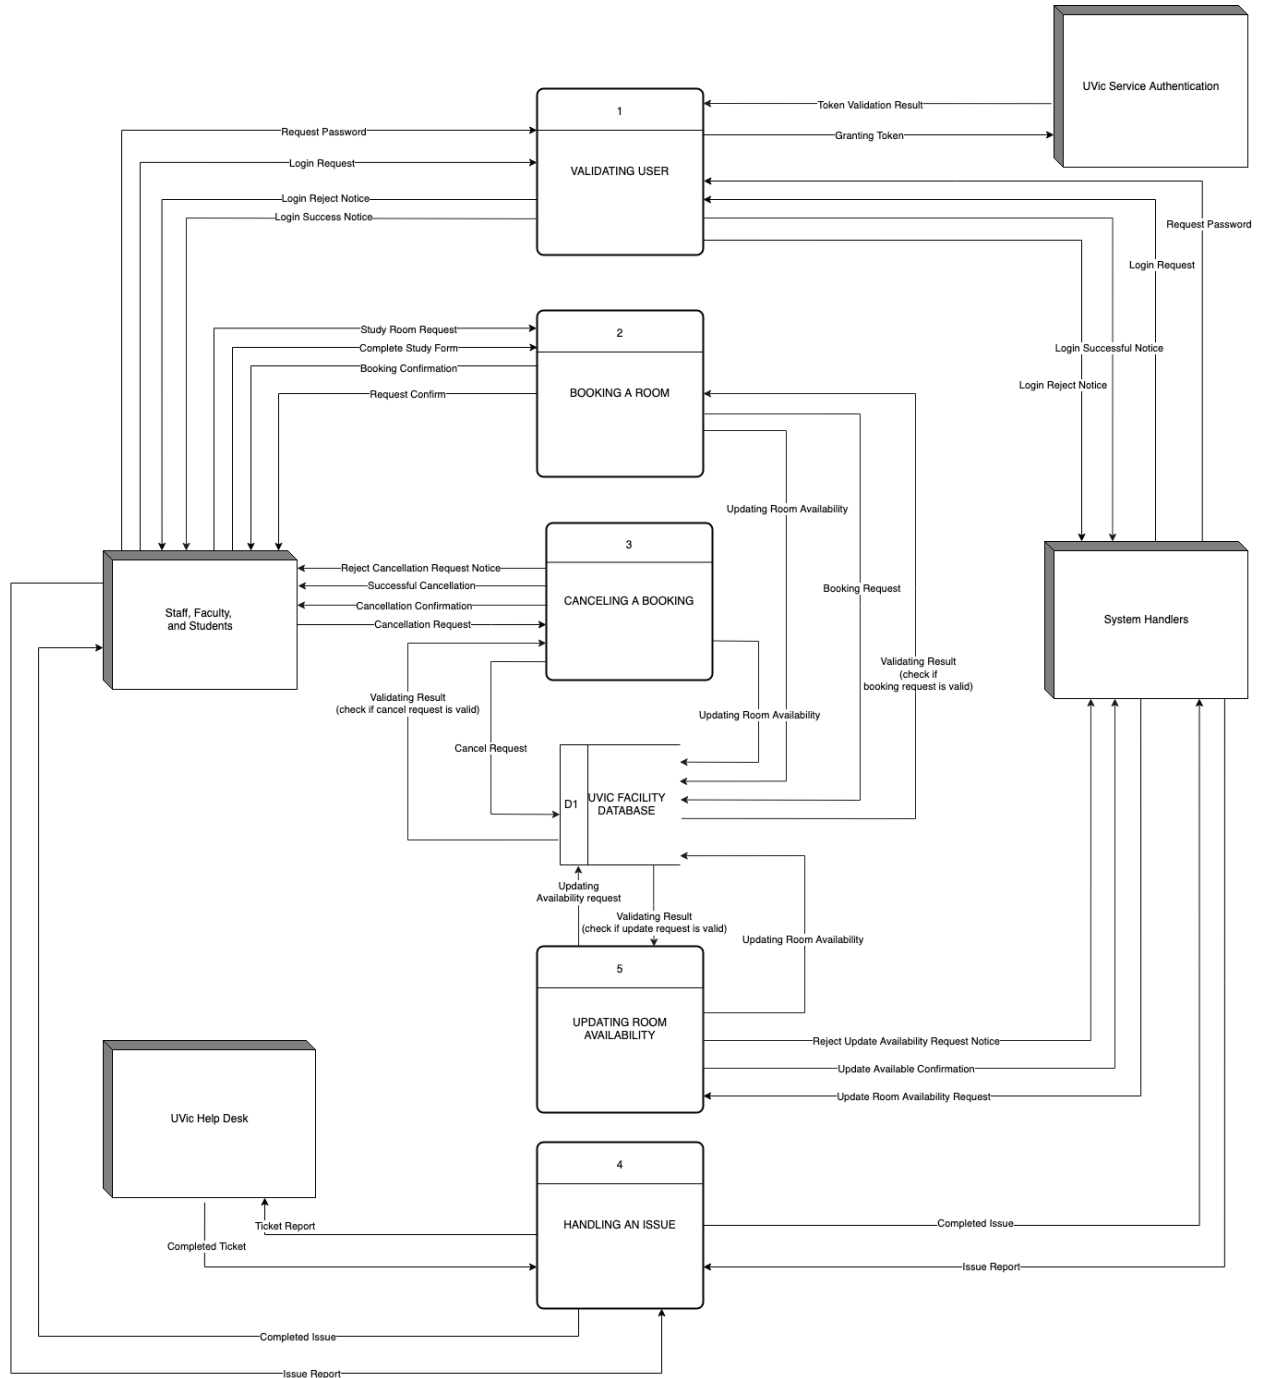 UVic Service Authentication
1
Token Validation Result
Request Password
Granting Token
Login Request
VALIDATING USER
Login Reject Notice
Login Success Notice
Request Password
Login Request
Study Room Request
2
Complete Study Form
Login Successful Notice
Booking Confirmation
Login Reject Notice
Request Confirm
BOOKING A ROOM
Updating Room Availability
3
Reject Cancellation Request Notice
Successful Cancellation
Booking Request
CANCELING A BOOKING
Cancellation Confirmation
Staff, Faculty,
and Students
System Handlers
Cancellation Request
Validating Result
(check if
booking request is valid)
Validating Result
(check if cancel request is valid)
Updating Room Availability
Cancel Request
D1
UVIC FACILITY
DATABASE
Updating
Availability request
Validating Result
(check if update request is valid)
Updating Room Availability
5
UPDATING ROOM
AVAILABILITY
Reject Update Availability Request Notice
Update Available Confirmation
Update Room Availability Request
UVic Help Desk
4
HANDLING AN ISSUE
Ticket Report
Completed Issue
Completed Ticket
Issue Report
Completed Issue
Issue Report